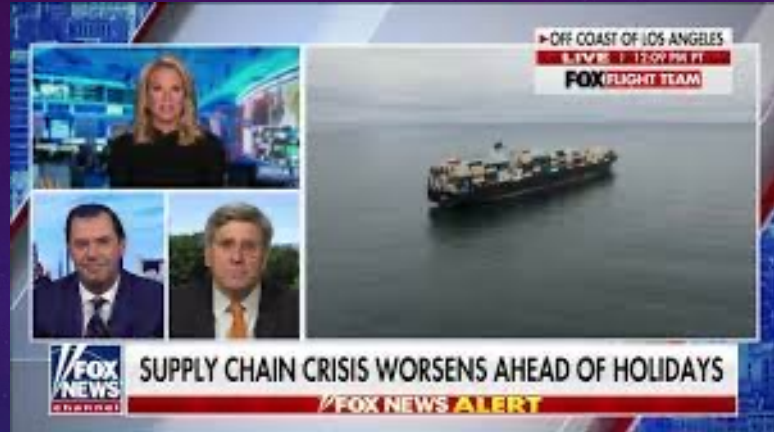 ▸OFF COAST OF LOS ANGELES
LIVE | 12:09 PM PT
FOX FLIGHT TEAM
FOX
NEWS
channel
SUPPLY CHAIN CRISIS WORSENS AHEAD OF HOLIDAYS
FOX NEWS ALERT